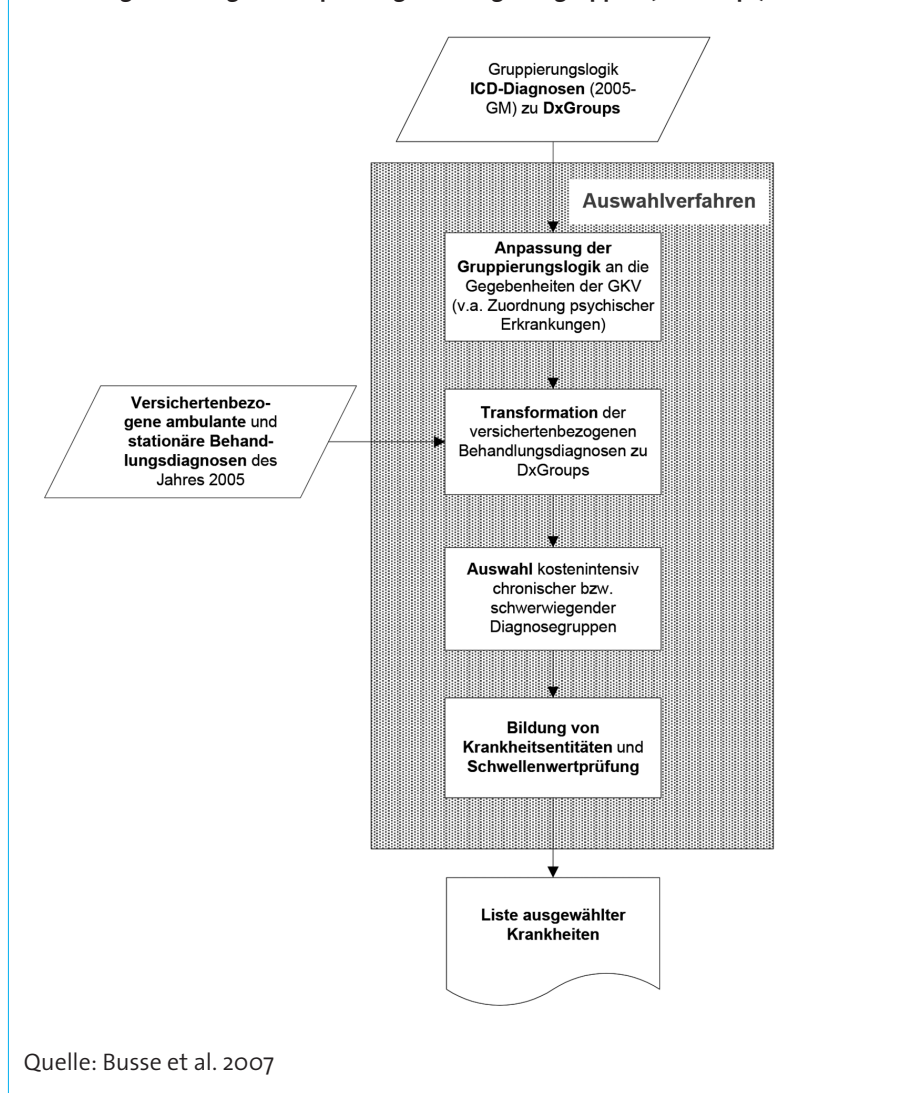 Gruppierungslogik
ICD-Diagnosen (2005-
GM) zu DxGroups
Auswahlverfahren
Anpassung der
Gruppierungslogik an die
Gegebenheiten der GKV
(v.a. Zuordnung psychischer
Erkrankungen)
Versichertenbezo-
gene ambulante und
stationäre Behand-
lungsdiagnosen des
Jahres 2005
Transformation der
versichertenbezogenen
Behandlungsdiagnosen zu
DxGroups
Auswahl kostenintensiv
chronischer bzw.
schwerwiegender
Diagnosegruppen
Bildung von
Krankheitsentitäten und
Schwellenwertprüfung
Liste ausgewählter
Krankheiten
Quelle: Busse et al. 2007